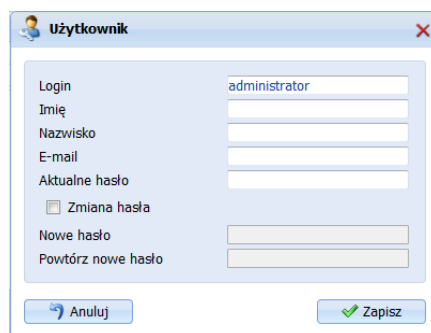 Użytkownik
Login administrator
Imię
Nazwisko
E-mail
Aktualne hasło
Zmiana hasła
Nowe hasło
Powtórz nowe hasło
Anuluj Zapisz